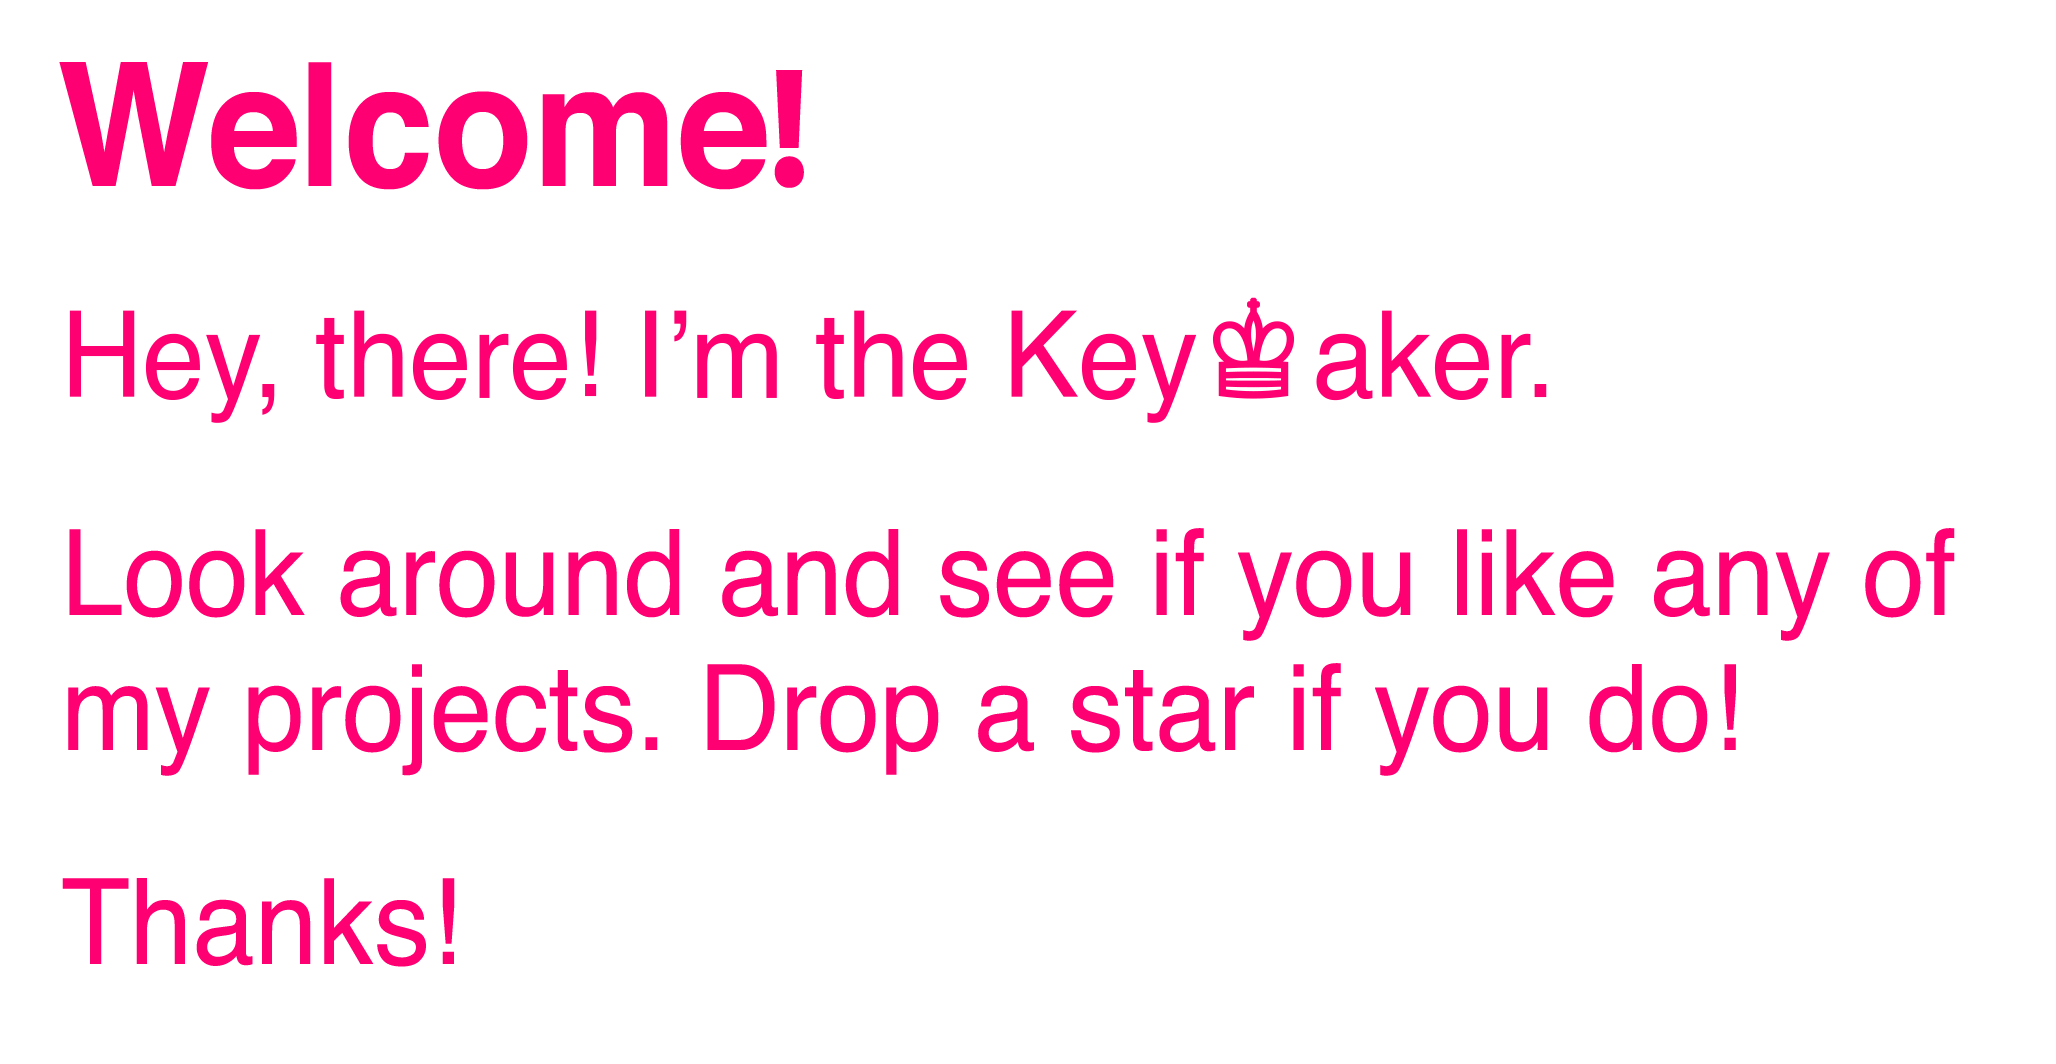 Welcome!
Hey, there! I’m the Key♔aker.
Look around and see if you like any of
my projects. Drop a star if you do!
Thanks!